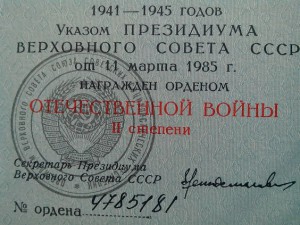 1941—1945 ГОДОВ
Указом ПРЕЗИДИУМА
ВЕРХОВНОГО СОВЕТА СССР
от 11 марта 1985 г.
НАГРАЖДЕН ОРДЕНОМ
ОТЕЧЕСТВЕННОЙ ВОЙНЫ
II степени
Секретарь Президиума
Верховного Совета СССР
№ ордена 4785181